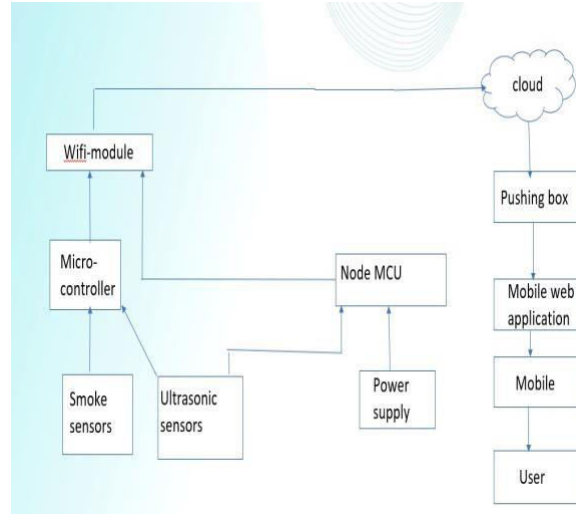 cloud
Wifi-module
Pushing box
Micro-
controller
Node MCU
Mobile web
application
Smoke
sensors
Ultrasonic
sensors
Power
supply
Mobile
User